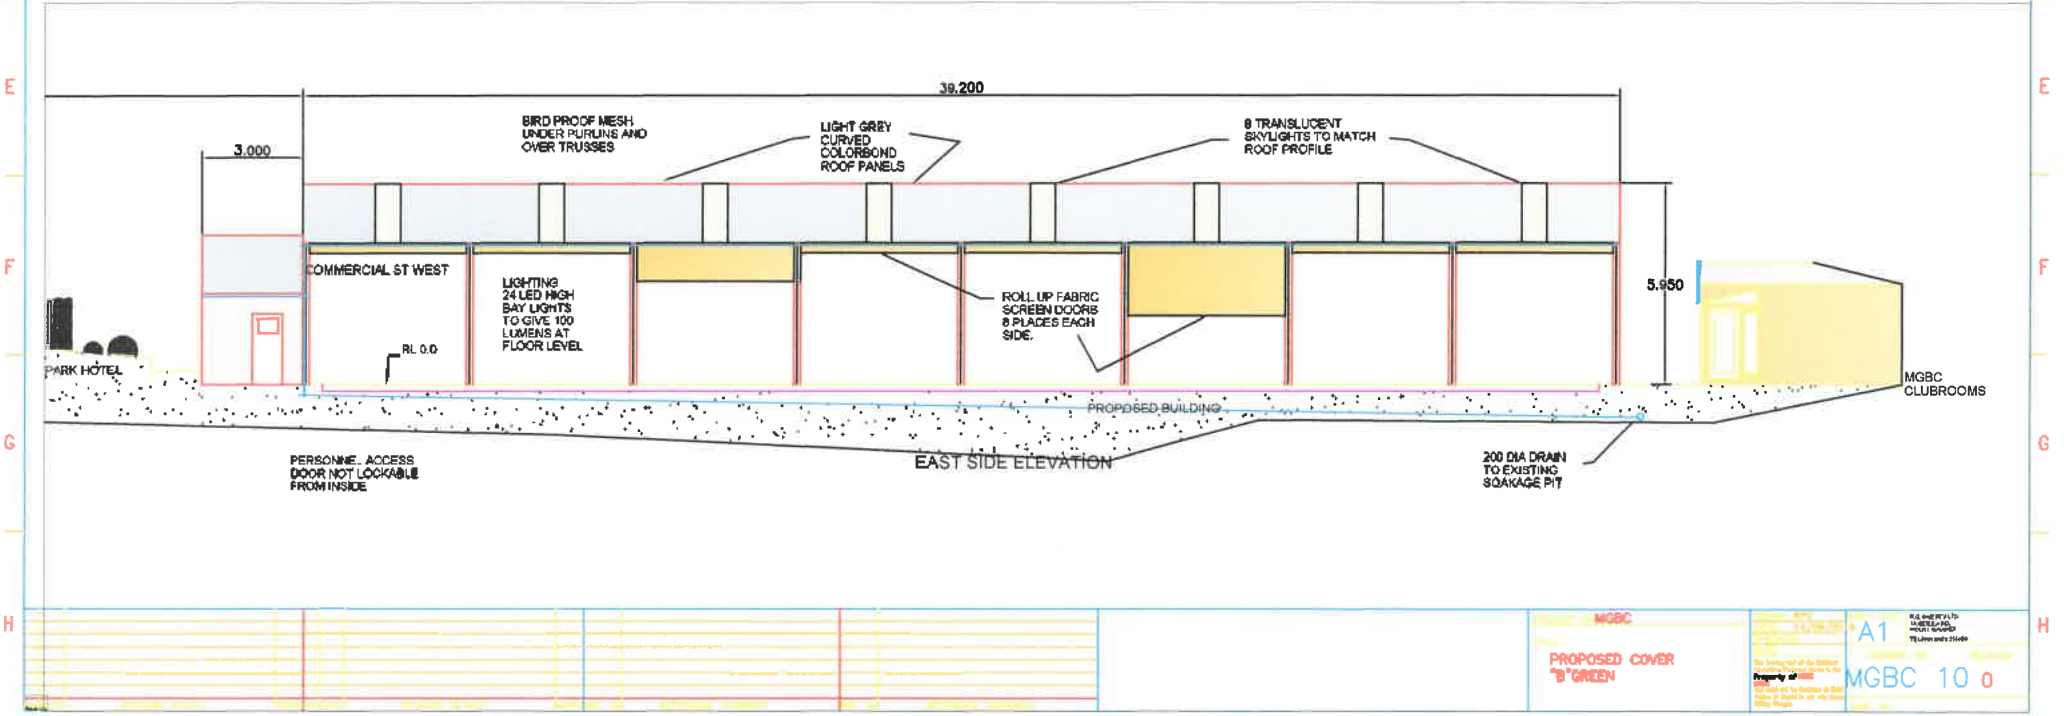 E
E
39.200
BIRD PROOF MESH
UNDER PURLINS AND
OVER TRUSSES
LIGHT GREY
CURVED
COLORBOND
ROOF PANELS
8 TRANSLUCENT
SKYLIGHTS TO MATCH
ROOF PROFILE
3.000
F
F
COMMERCIAL ST WEST
LIGHTING
24 LED HIGH
BAY LIGHTS
TO GIVE 100
LUMENS AT
FLOOR LEVEL
ROLL UP FABRIC
SCREEN DOORS
8 PLACES EACH
SIDE.
5.950
RL 0.0
PARK HOTEL
MGBC
CLUBROOMS
PROPOSED BUILDING
G
G
EAST SIDE ELEVATION
PERSONNEL ACCESS
DOOR NOT LOCKABLE
FROM INSIDE
200 DIA DRAIN
TO EXISTING
SOAKAGE PIT
H
H
MGBC
PROPOSED COVER
"B" GREEN
Property of
A1
MGBC 10 0